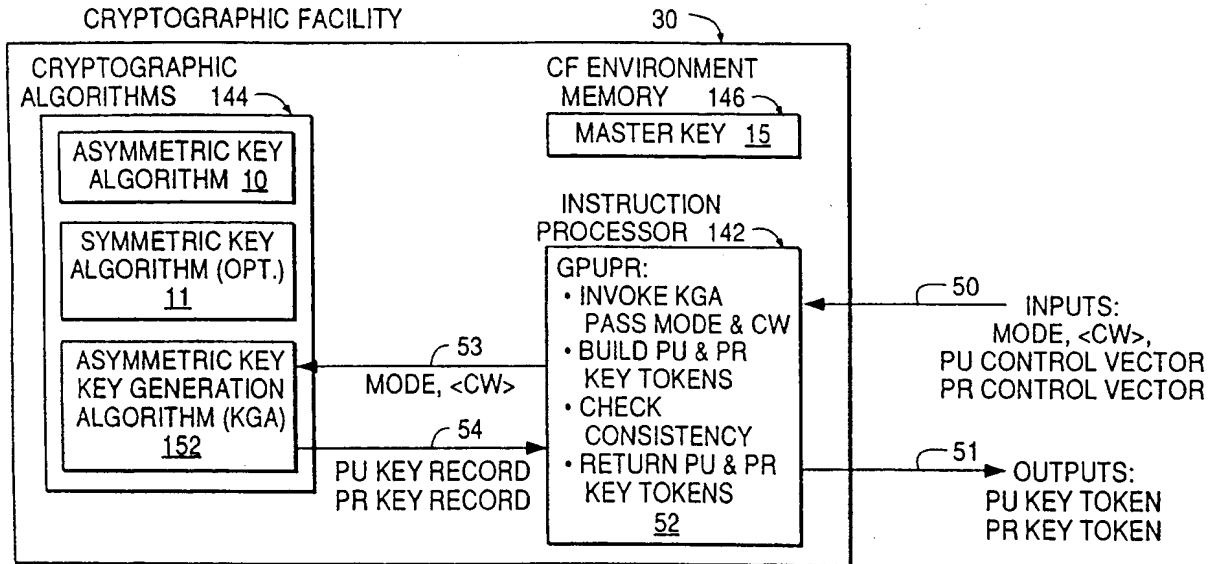 CRYPTOGRAPHIC FACILITY
30
CRYPTOGRAPHIC
ALGORITHMS 144
ASYMMETRIC KEY
ALGORITHM 10
SYMMETRIC KEY
ALGORITHM (OPT.)
11
ASYMMETRIC KEY
KEY GENERATION
ALGORITHM (KGA)
152
CF ENVIRONMENT
MEMORY 146
MASTER KEY 15
INSTRUCTION
PROCESSOR 142
GPUPR:
• INVOKE KGA
PASS MODE & CW
• BUILD PU & PR
KEY TOKENS
• CHECK
CONSISTENCY
• RETURN PU & PR
KEY TOKENS
52
53
MODE, <CW>
54
PU KEY RECORD
PR KEY RECORD
50
INPUTS:
MODE, <CW>,
PU CONTROL VECTOR
PR CONTROL VECTOR
51
OUTPUTS:
PU KEY TOKEN
PR KEY TOKEN